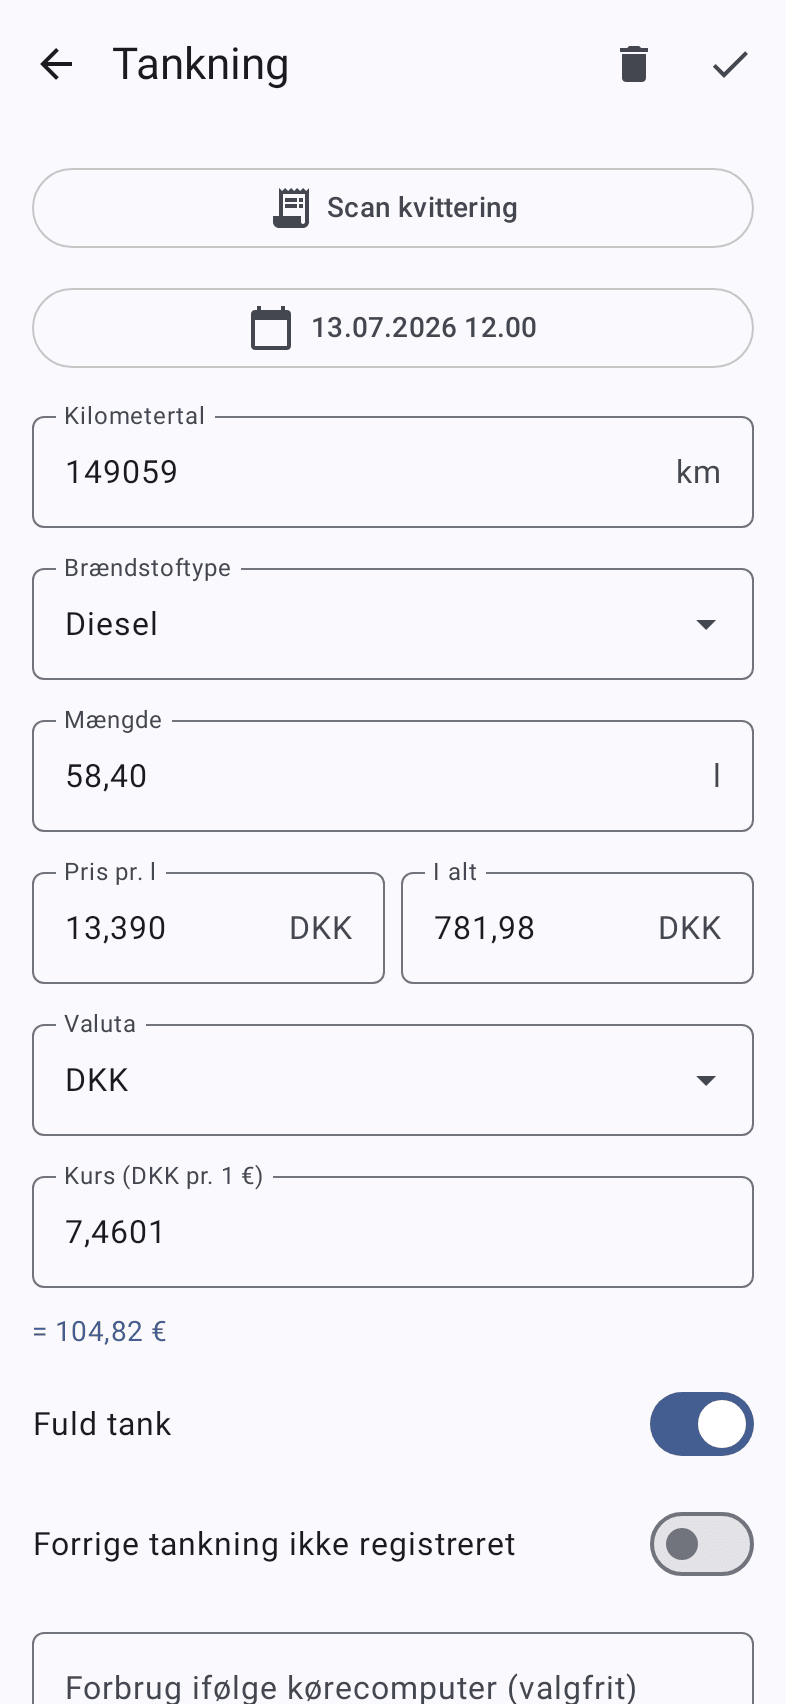 Tankning
Scan kvittering
13.07.2026 12.00
Kilometertal
149059 km
Brændstoftype
Diesel
Mængde
58,40 l
Pris pr. l
13,390 DKK
I alt
781,98 DKK
Valuta
DKK
Kurs (DKK pr. 1 €)
7,4601
= 104,82 €
Fuld tank
Forrige tankning ikke registreret
Forbrug ifølge kørecomputer (valgfrit)